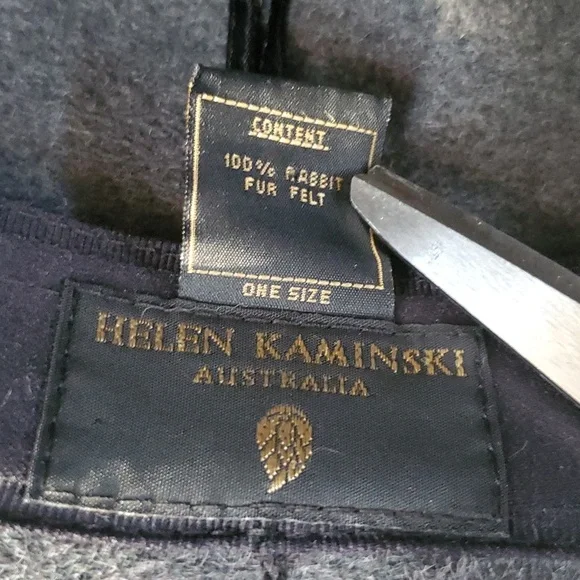 CONTENT
100% RABBIT
FUR FELT
ONE SIZE
HELEN KAMINSKI
AUSTRALIA